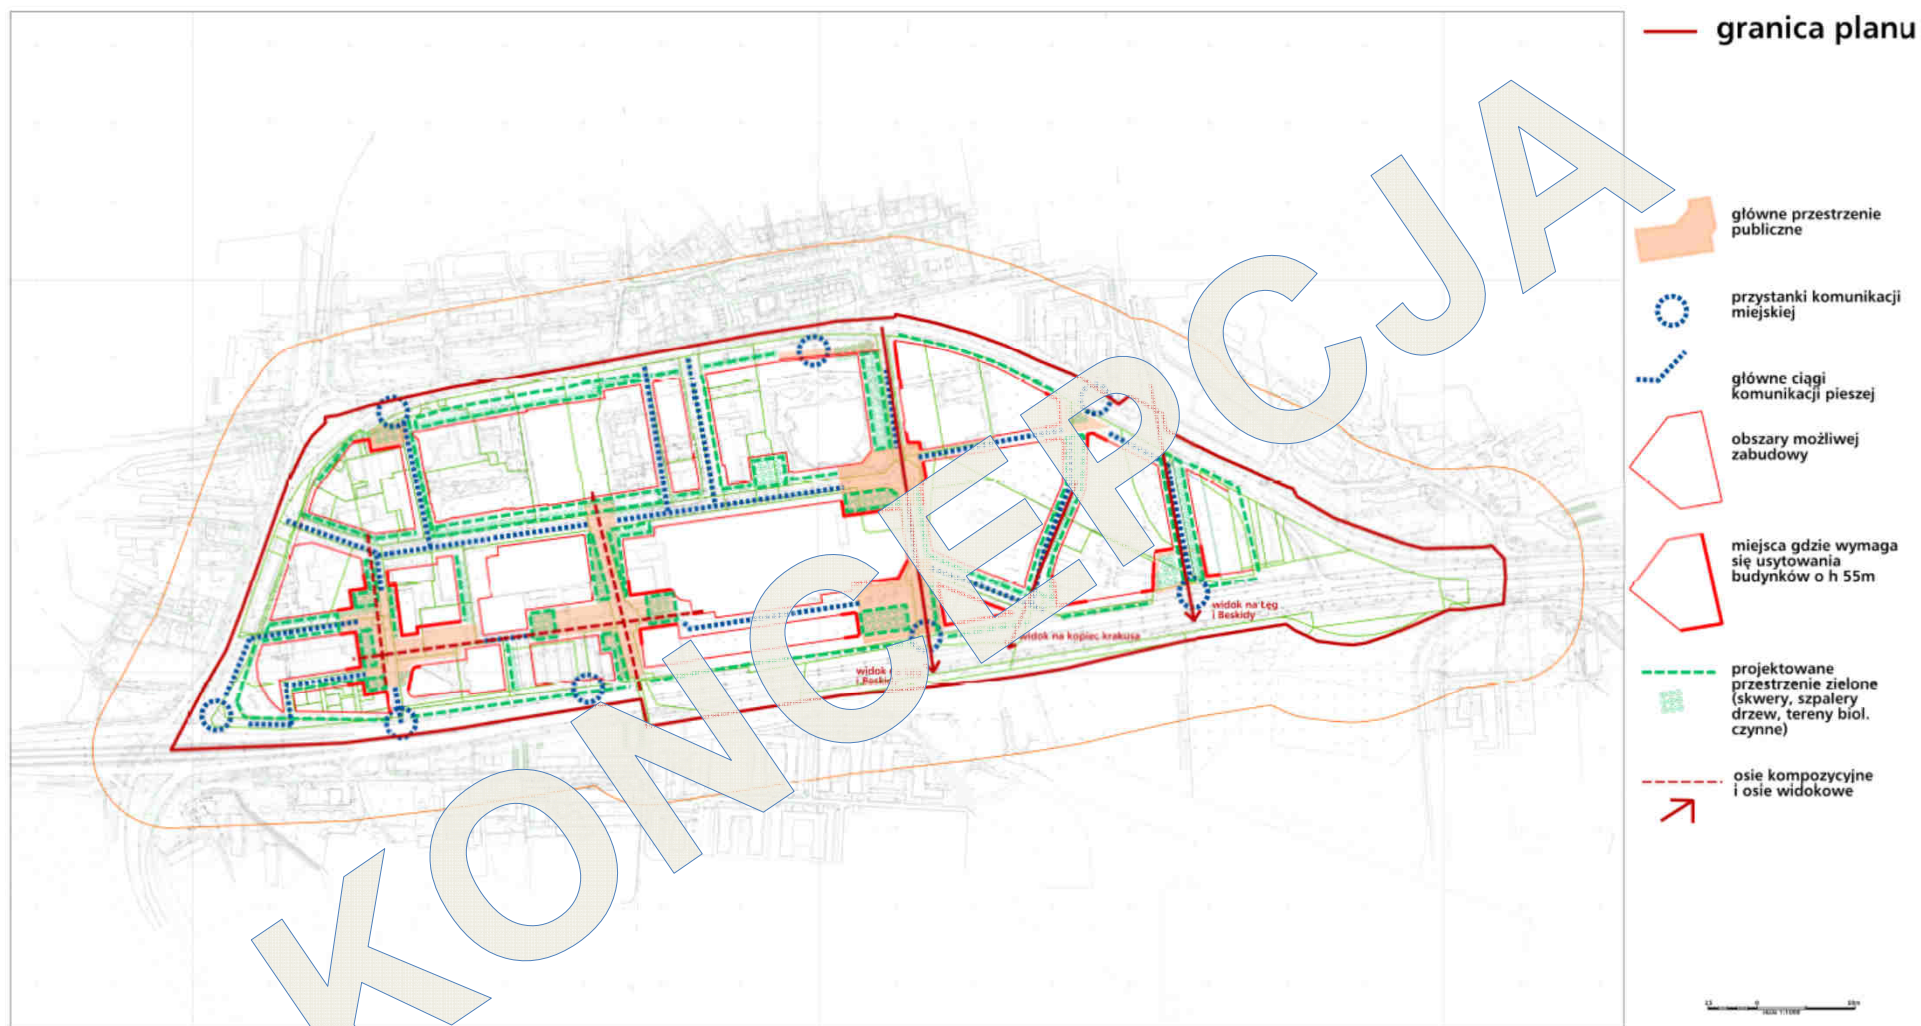 granica planu
główne przestrzenie
publiczne
przystanki komunikacji
miejskiej
główne ciągi
komunikacji pieszej
obszary możliwej
zabudowy
miejsca gdzie wymaga
się usytowania
budynków o h 55m
projektowane
przestrzenie zielone
(skwery, szpalery
drzew, tereny biol.
czynne)
osie kompozycyjne
i osie widokowe
widok na Łęg
i Beskidy
widok na kopiec krakusa
widok
KONCEPCJA